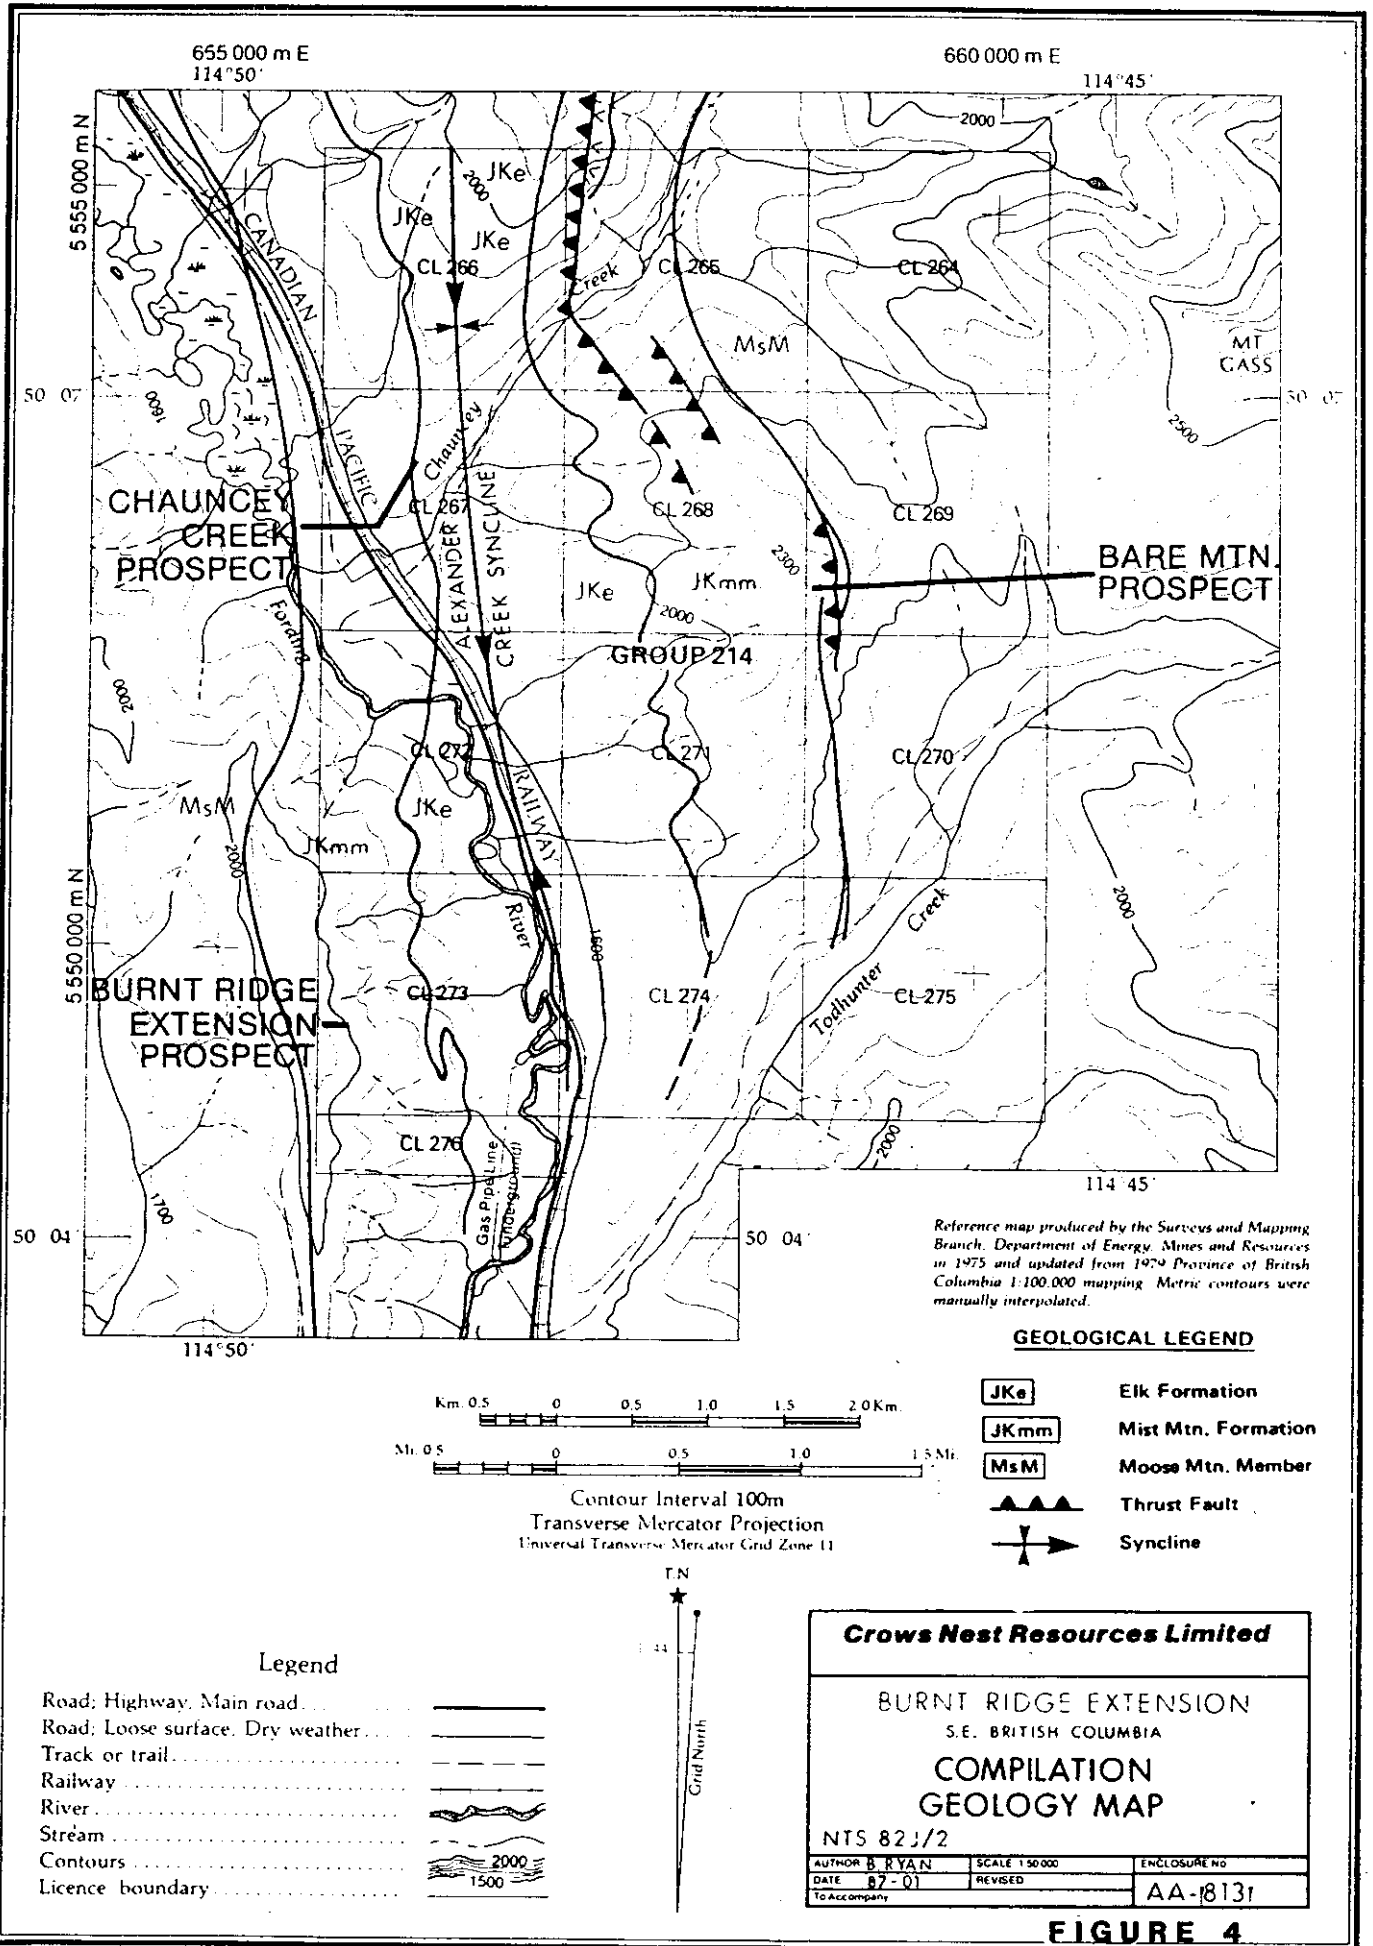 655 000 m E
660 000 m E
114°50'
114°45'
5 555 000 m N
2000
2000
JKe
JKe
JKe
CANADIAN
CL 266
Creek
CL 265
CL 264
MsM
MT
GASS
50 07'
50 07'
1600
2500
PACIFIC
Chauncey
CHAUNCEY
CREEK
PROSPECT
CL 267
ALEXANDER
CREEK SYNCLINE
CL 268
CL 269
2300
BARE MTN.
PROSPECT
JKe
JKmm
2000
Fording
GROUP 214
2000
CL 272
CL 271
CL 270
RAILWAY
MsM
JKe
JKmm
2000
5 550 000 m N
River
1600
Creek
2000
BURNT RIDGE
EXTENSION
PROSPECT
CL 273
CL 274
CL 275
Todhunter
CL 276
2000
Gas Pipe Line
(underground)
1700
114°45'
50 04'
50 04'
114°50'
Reference map produced by the Surveys and Mapping
Branch, Department of Energy, Mines and Resources
in 1975 and updated from 1979 Province of British
Columbia 1:100,000 mapping. Metric contours were
manually interpolated.
GEOLOGICAL LEGEND
JKe Elk Formation
JKmm Mist Mtn. Formation
MsM Moose Mtn. Member
Thrust Fault
Syncline
Km. 0.5 0 0.5 1.0 1.5 2.0 Km.
Mi. 0.5 0 0.5 1.0 1.5 Mi.
Contour Interval 100m
Transverse Mercator Projection
Universal Transverse Mercator Grid Zone 11
T.N
Grid North
Legend
Road; Highway, Main road
Road; Loose surface, Dry weather
Track or trail
Railway
River
Stream
Contours 2000
1500
Licence boundary
Crows Nest Resources Limited
BURNT RIDGE EXTENSION
S.E. BRITISH COLUMBIA
COMPILATION
GEOLOGY MAP
NTS 82J/2
AUTHOR B. RYAN SCALE 1:50000 ENCLOSURE NO
DATE 87-01 REVISED
To Accompany
AA-8131
FIGURE 4